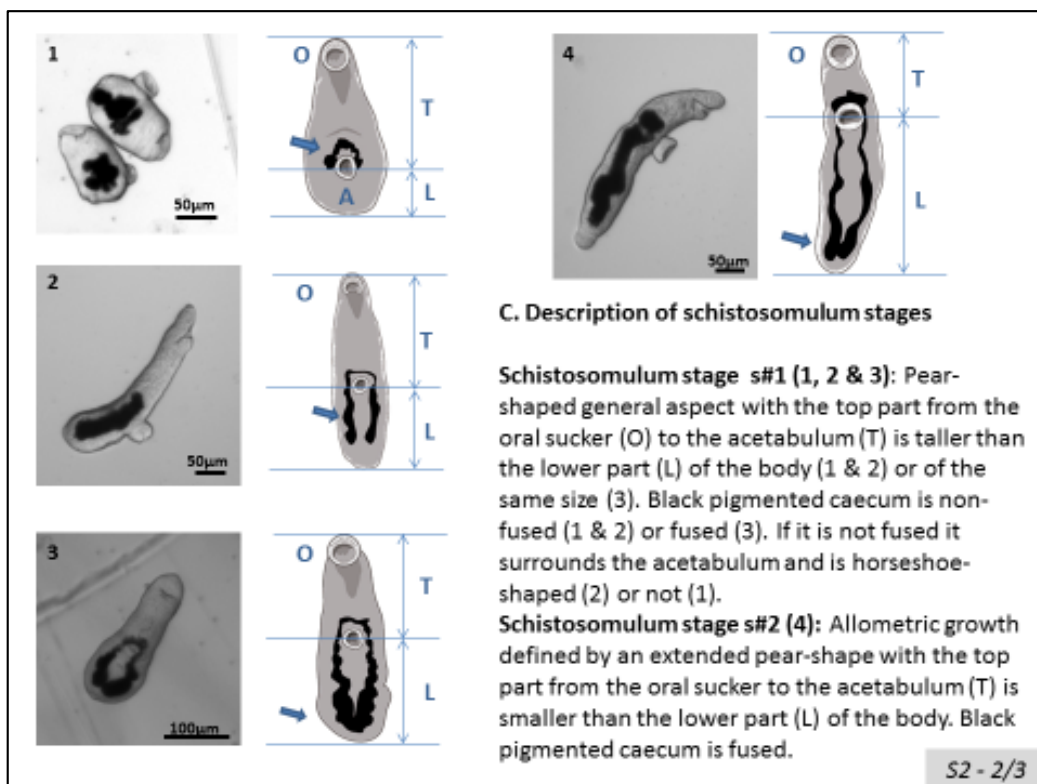 1
O
T
A
L
50µm
2
O
T
L
50µm
3
O
T
L
100µm
4
O
T
L
50µm
C. Description of schistosomulum stages
Schistosomulum stage s#1 (1, 2 & 3): Pear-
shaped general aspect with the top part from the
oral sucker (O) to the acetabulum (T) is taller than
the lower part (L) of the body (1 & 2) or of the
same size (3). Black pigmented caecum is non-
fused (1 & 2) or fused (3). If it is not fused it
surrounds the acetabulum and is horseshoe-
shaped (2) or not (1).
Schistosomulum stage s#2 (4): Allometric growth
defined by an extended pear-shape with the top
part from the oral sucker to the acetabulum (T) is
smaller than the lower part (L) of the body. Black
pigmented caecum is fused.
S2 - 2/3